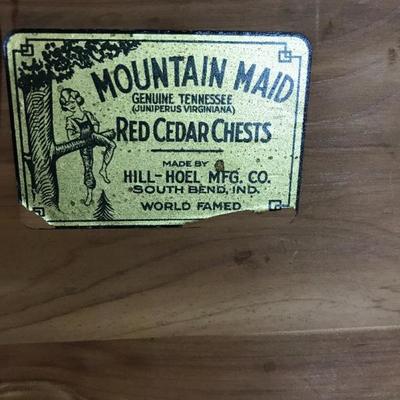 MOUNTAIN MAID
GENUINE TENNESSEE
(JUNIPERUS VIRGINIANA)
RED CEDAR CHESTS
MADE BY
HILL-HOEL MFG. CO.
SOUTH BEND, IND.
WORLD FAMED